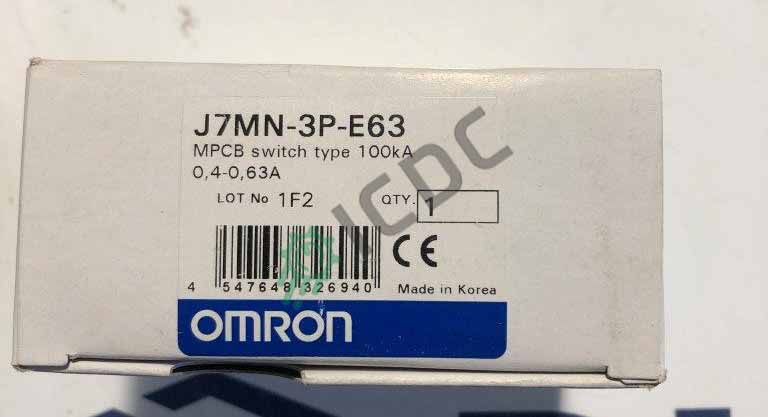 J7MN-3P-E63
MPCB switch type 100kA
0,4-0,63A
LOT No 1F2 QTY. 1
CE
4 547648 326940
Made in Korea
OMRON
ICDC